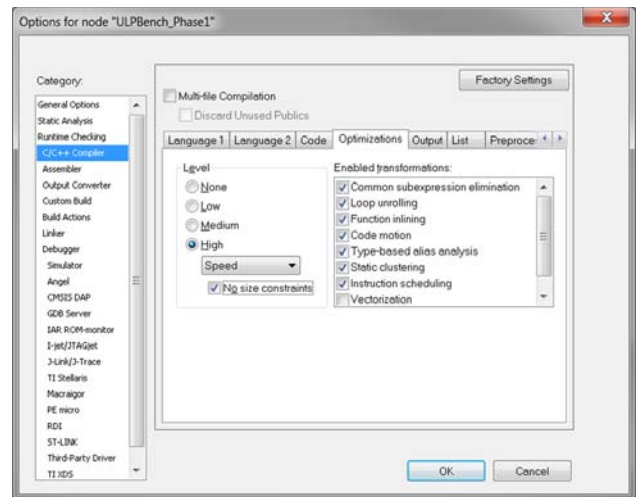 Options for node "ULPBench_Phase1"
Category:
General Options
Static Analysis
Runtime Checking
C/C++ Compiler
Assembler
Output Converter
Custom Build
Build Actions
Linker
Debugger
Simulator
Angel
CMSIS DAP
GDB Server
IAR ROM-monitor
I-jet/JTAGjet
J-Link/J-Trace
TI Stellaris
Macraigor
PE micro
RDI
ST-LINK
Third-Party Driver
TI XDS
Factory Settings
Multi-file Compilation
Discard Unused Publics
Language 1 Language 2 Code Optimizations Output List Preproce
Level
None
Low
Medium
High
Speed
No size constraints
Enabled transformations:
Common subexpression elimination
Loop unrolling
Function inlining
Code motion
Type-based alias analysis
Static clustering
Instruction scheduling
Vectorization
OK Cancel